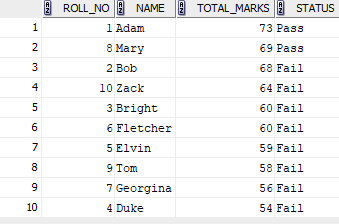 ROLL_NO NAME TOTAL_MARKS STATUS
1 1 Adam 73 Pass
2 8 Mary 69 Pass
3 2 Bob 68 Fail
4 10 Zack 64 Fail
5 3 Bright 60 Fail
6 6 Fletcher 60 Fail
7 5 Elvin 59 Fail
8 9 Tom 58 Fail
9 7 Georgina 56 Fail
10 4 Duke 54 Fail